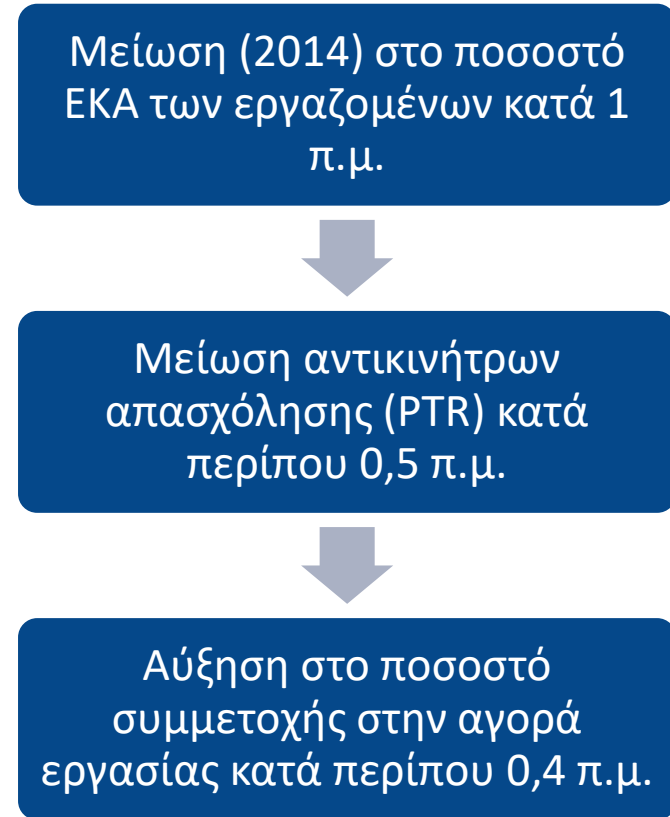 Μείωση (2014) στο ποσοστό
ΕΚΑ των εργαζομένων κατά 1
π.μ.
Μείωση αντικινήτρων
απασχόλησης (PTR) κατά
περίπου 0,5 π.μ.
Αύξηση στο ποσοστό
συμμετοχής στην αγορά
εργασίας κατά περίπου 0,4 π.μ.